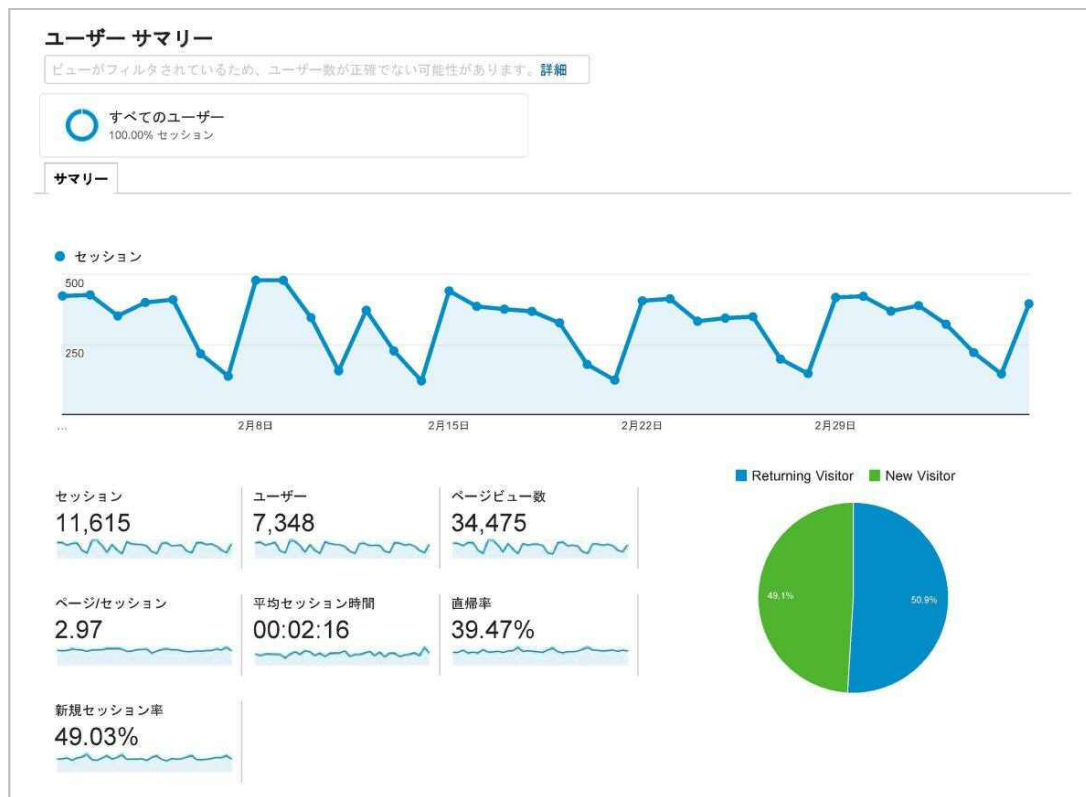 ユーザー サマリー
ビューがフィルタされているため、ユーザー数が正確でない可能性があります。詳細
すべてのユーザー
100.00% セッション
サマリー
セッション
500
250
... 2月8日 2月15日 2月22日 2月29日
Returning Visitor New Visitor
セッション ユーザー ページビュー数
11,615 7,348 34,475
49.1% 50.9%
ページ/セッション 平均セッション時間 直帰率
2.97 00:02:16 39.47%
新規セッション率
49.03%